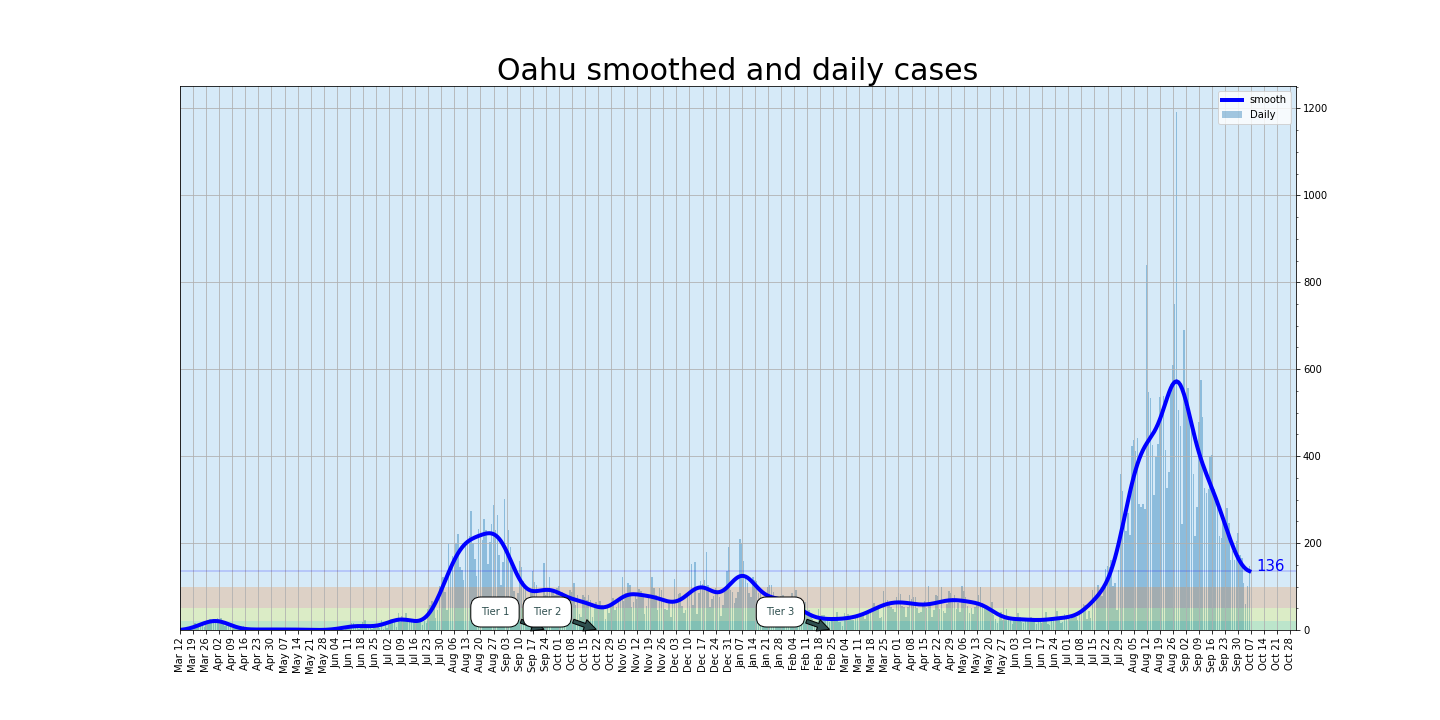 Oahu smoothed and daily cases
smooth
Daily
1200
1000
800
600
400
200
0
136
Tier 1
Tier 2
Tier 3
Mar 12
Mar 19
Mar 26
Apr 02
Apr 09
Apr 16
Apr 23
Apr 30
May 07
May 14
May 21
May 28
Jun 04
Jun 11
Jun 18
Jun 25
Jul 02
Jul 09
Jul 16
Jul 23
Jul 30
Aug 06
Aug 13
Aug 20
Aug 27
Sep 03
Sep 10
Sep 17
Sep 24
Oct 01
Oct 08
Oct 15
Oct 22
Oct 29
Nov 05
Nov 12
Nov 19
Nov 26
Dec 03
Dec 10
Dec 17
Dec 24
Dec 31
Jan 07
Jan 14
Jan 21
Jan 28
Feb 04
Feb 11
Feb 18
Feb 25
Mar 04
Mar 11
Mar 18
Mar 25
Apr 01
Apr 08
Apr 15
Apr 22
Apr 29
May 06
May 13
May 20
May 27
Jun 03
Jun 10
Jun 17
Jun 24
Jul 01
Jul 08
Jul 15
Jul 22
Jul 29
Aug 05
Aug 12
Aug 19
Aug 26
Sep 02
Sep 09
Sep 16
Sep 23
Sep 30
Oct 07
Oct 14
Oct 21
Oct 28